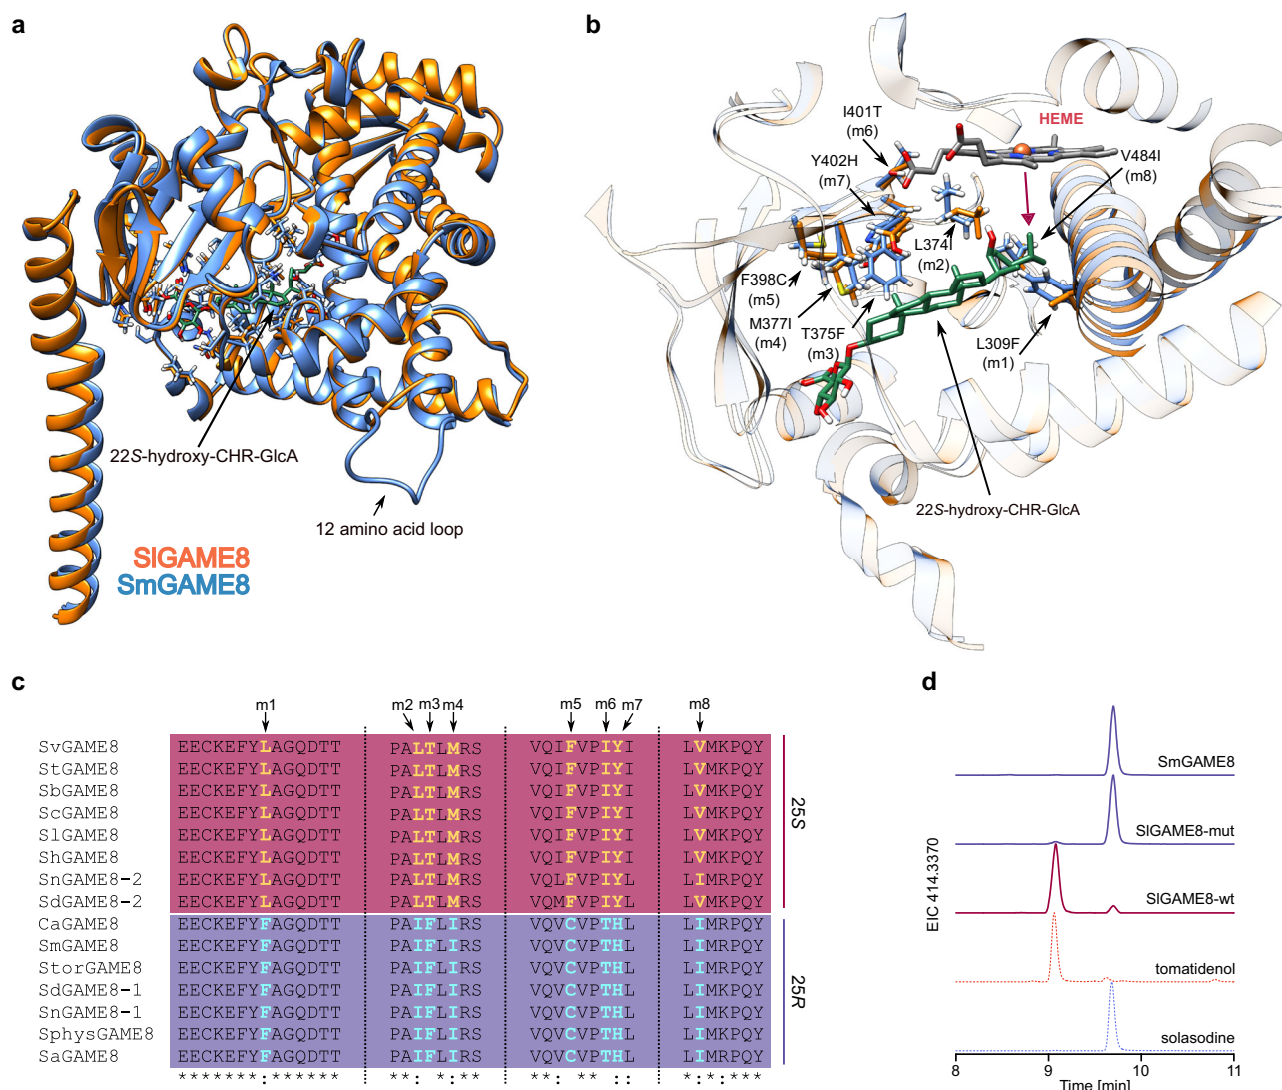 a
22S-hydroxy-CHR-GlcA
12 amino acid loop
SlGAME8
SmGAME8
b
I401T
(m6)
HEME
Y402H
(m7)
V484I
(m8)
L374I
(m2)
F398C
(m5)
M377I
(m4)
T375F
(m3)
L309F
(m1)
22S-hydroxy-CHR-GlcA
c
m1 m2 m3 m4 m5 m6 m7 m8
SvGAME8 EECKEFYLAGQDTT PALTLMRS VQIFVPIYI LVMKPQY
StGAME8 EECKEFYLAGQDTT PALTLMRS VQIFVPIYI LVMKPQY
SbGAME8 EECKEFYLAGQDTT PALTLMRS VQIFVPIYI LVMKPQY
ScGAME8 EECKEFYLAGQDTT PALTLMRS VQIFVPIYI LVMKPQY
SlGAME8 EECKEFYLAGQDTT PALTLMRS VQIFVPIYI LVMKPQY
ShGAME8 EECKEFYLAGQDTT PALTLMRS VQIFVPIYI LVMKPQY
SnGAME8-2 EECKEFYLAGQDTT PALTLMRS VQLFVPIYL LIMKPQY
SdGAME8-2 EECKEFYLAGQDTT PALTLMRS VQMFVPIYL LVMKPQY
25S
CaGAME8 EECKEFYFAGQDTT PAIFLIRS VQVCVPTHL LIMRPQY
SmGAME8 EECKEFYFAGQDTT PAIFLIRS VQVCVPTHL LIMRPQY
StorGAME8 EECKEFYFAGQDTT PAIFLIRS VQVCVPTHL LIMRPQY
SdGAME8-1 EECKEFYFAGQDTT PAIFLIRS VQVCVPTHL LIMRPQY
SnGAME8-1 EECKEFYFAGQDTT PAIFLIRS VQVCVPTHL LIMRPQY
SphysGAME8 EECKEFYFAGQDTT PAIFLIRS VQVCVPTHL LIMRPQY
SaGAME8 EECKEFYFAGQDTT PAIFLIRS VQVCVPTHL LIMRPQY
25R
*******:****** **: *:** ** : ** :: *:*:***
d
EIC 414.3370
SmGAME8
SlGAME8-mut
SlGAME8-wt
tomatidenol
solasodine
8 9 10 11
Time [min]